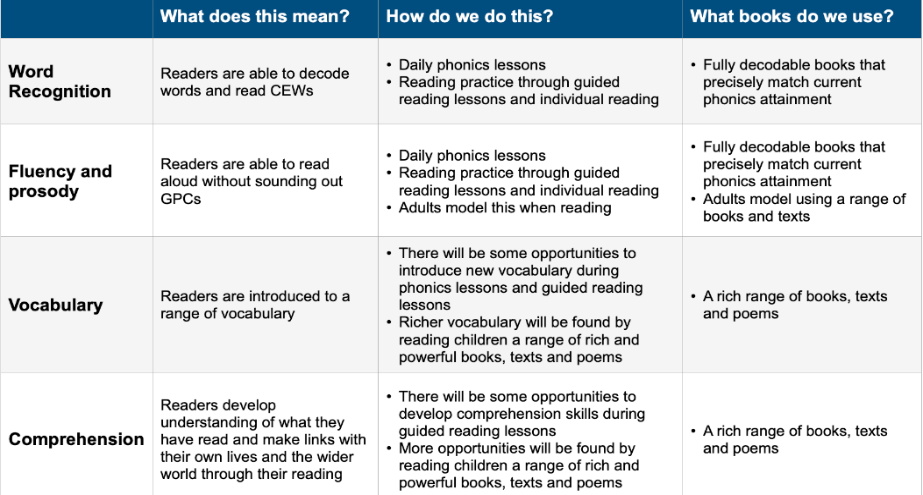 What does this mean?
How do we do this?
What books do we use?
Word
Recognition
Readers are able to decode
words and read CEWs
• Daily phonics lessons
• Reading practice through guided
reading lessons and individual reading
• Fully decodable books that
precisely match current
phonics attainment
Fluency and
prosody
Readers are able to read
aloud without sounding out
GPCs
• Daily phonics lessons
• Reading practice through guided
reading lessons and individual reading
• Adults model this when reading
• Fully decodable books that
precisely match current
phonics attainment
• Adults model using a range of
books and texts
Vocabulary
Readers are introduced to a
range of vocabulary
• There will be some opportunities to
introduce new vocabulary during
phonics lessons and guided reading
lessons
• Richer vocabulary will be found by
reading children a range of rich and
powerful books, texts and poems
• A rich range of books, texts
and poems
Comprehension
Readers develop
understanding of what they
have read and make links with
their own lives and the wider
world through their reading
• There will be some opportunities to
develop comprehension skills during
guided reading lessons
• More opportunities will be found by
reading children a range of rich and
powerful books, texts and poems
• A rich range of books, texts
and poems